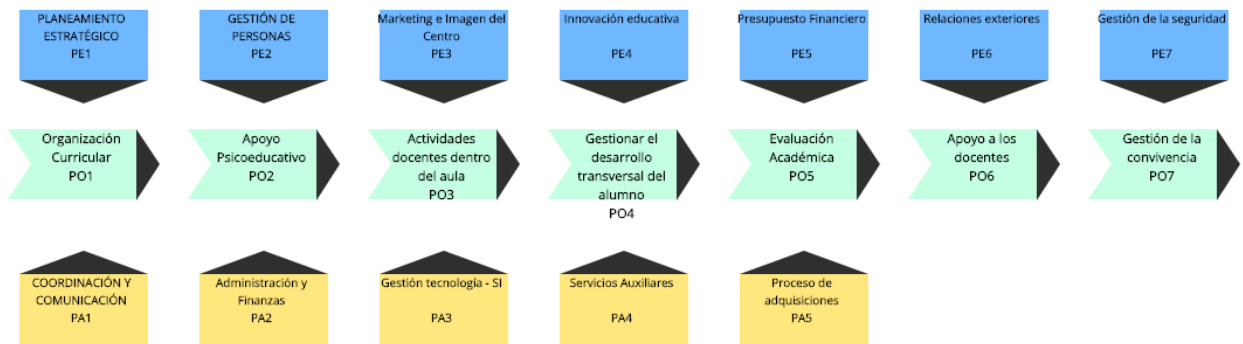 PLANEAMIENTO
ESTRATÉGICO
PE1
GESTIÓN DE
PERSONAS
PE2
Marketing e Imagen del
Centro
PE3
Innovación educativa
PE4
Presupuesto Financiero
PE5
Relaciones exteriores
PE6
Gestión de la seguridad
PE7
Organización
Curricular
PO1
Apoyo
Psicoeducativo
PO2
Actividades
docentes dentro
del aula
PO3
Gestionar el
desarrollo
transversal del
alumno
PO4
Evaluación
Académica
PO5
Apoyo a los
docentes
PO6
Gestión de la
convivencia
PO7
COORDINACIÓN Y
COMUNICACIÓN
PA1
Administración y
Finanzas
PA2
Gestión tecnología - SI
PA3
Servicios Auxiliares
PA4
Proceso de
adquisiciones
PA5